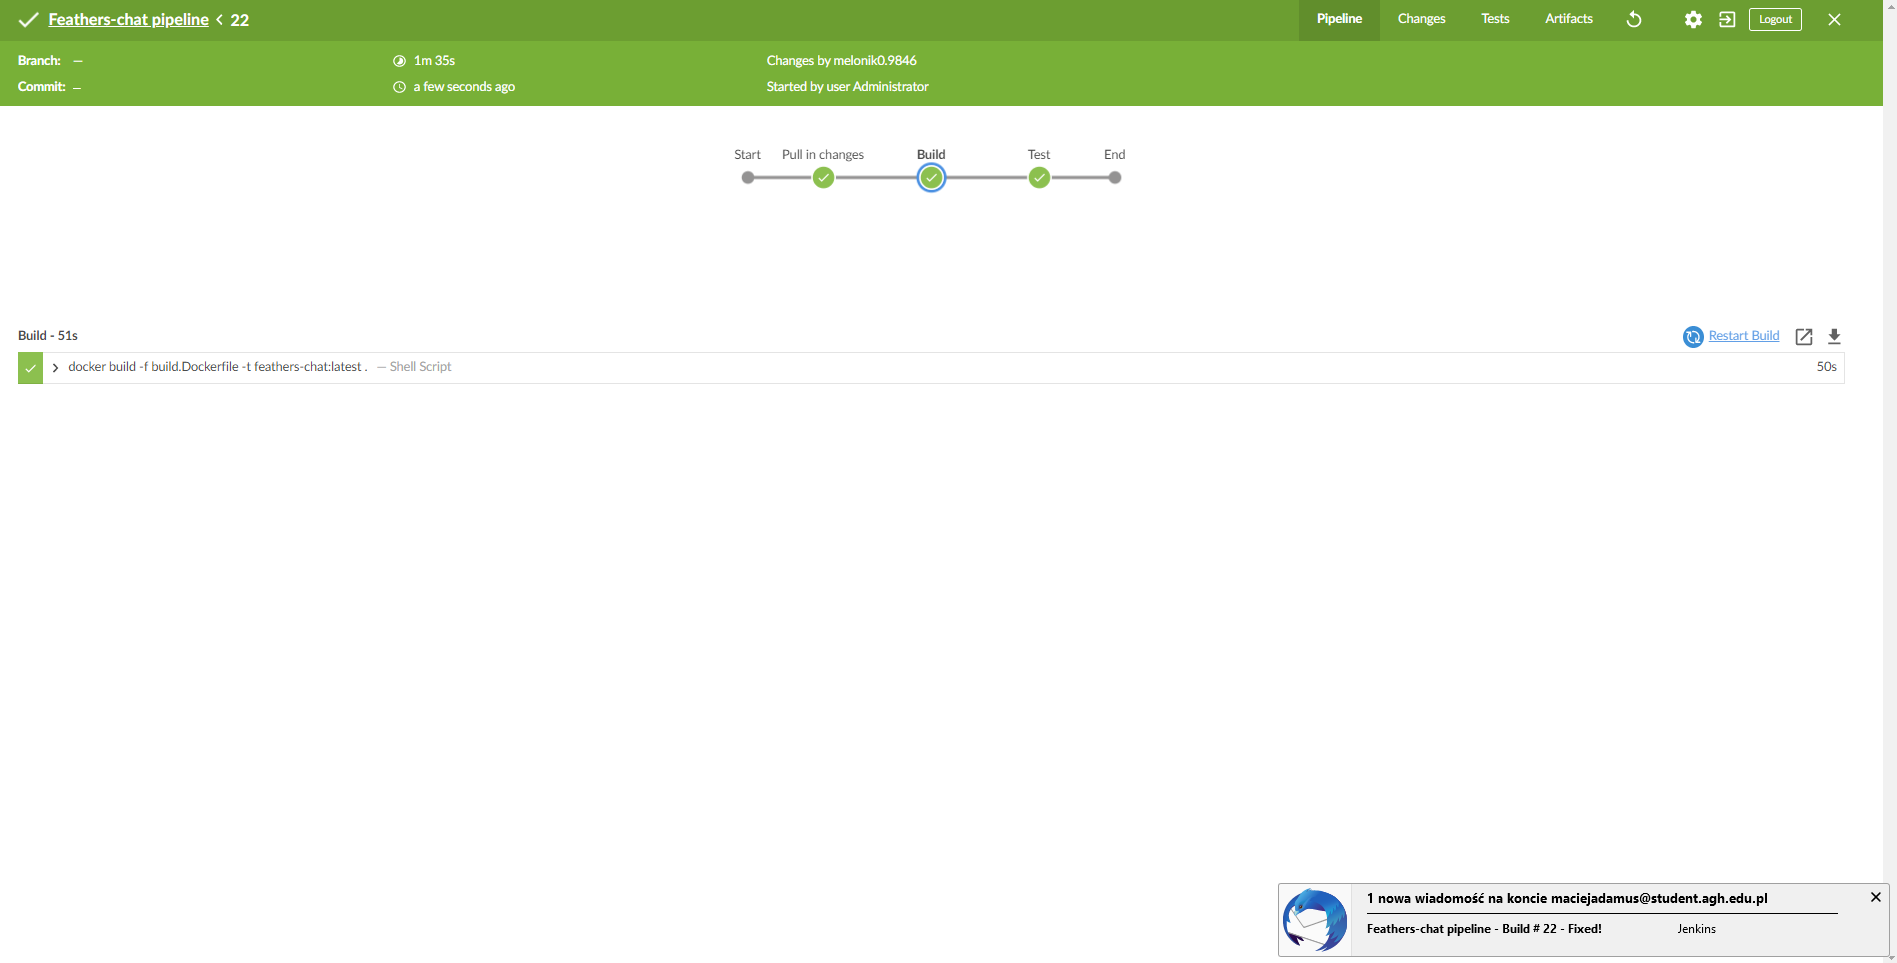 Feathers-chat pipeline < 22
Pipeline Changes Tests Artifacts Logout
Branch: — 1m 35s Changes by melonik0.9846
Commit: — a few seconds ago Started by user Administrator
Start Pull in changes Build Test End
Build - 51s Restart Build
docker build -f build.Dockerfile -t feathers-chat:latest . — Shell Script 50s
1 nowa wiadomość na koncie maciejadamus@student.agh.edu.pl
Feathers-chat pipeline - Build # 22 - Fixed! Jenkins